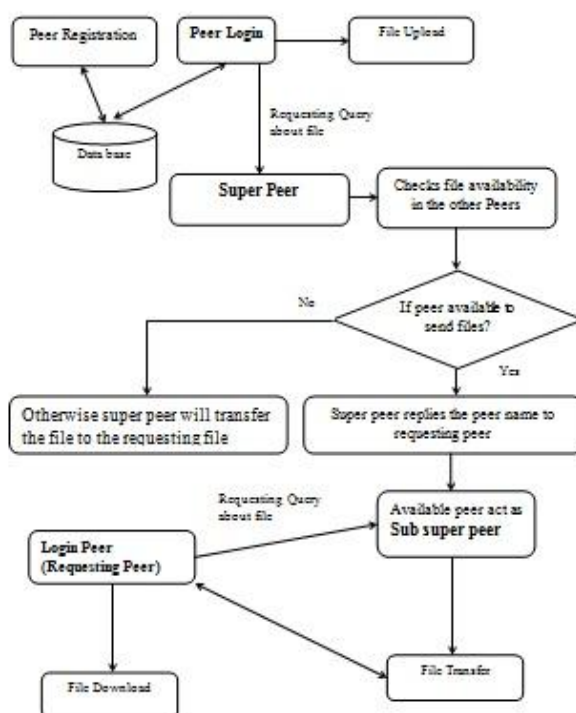 Peer Registration
Peer Login
File Upload
Requesting Query
about file
Data base
Super Peer
Checks file availability
in the other Peers
No
If peer available to
send files?
Yes
Otherwise super peer will transfer
the file to the requesting file
Super peer replies the peer name to
requesting peer
Requesting Query
about file
Available peer act as
Sub super peer
Login Peer
(Requesting Peer)
File Transfer
File Download